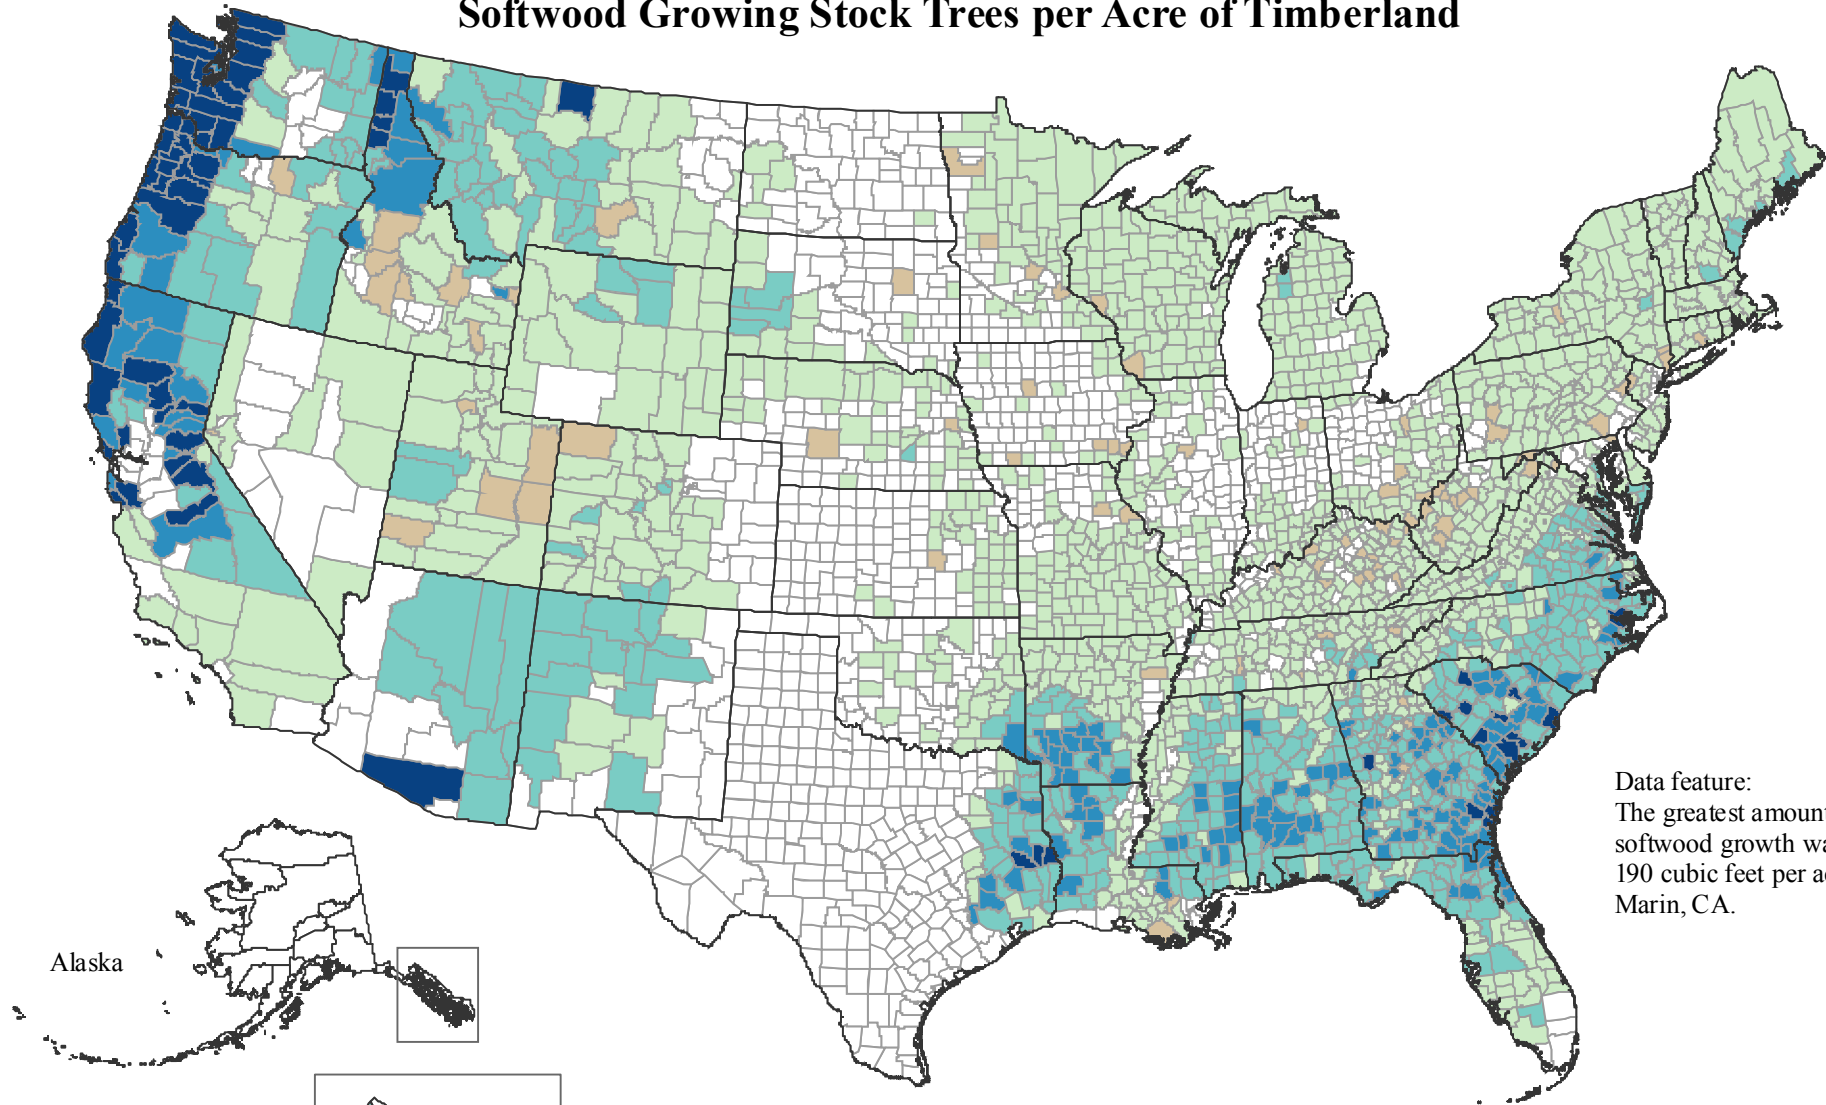 Softwood Growing Stock Trees per Acre of Timberland
Data feature:
The greatest amount
softwood growth wa
190 cubic feet per a
Marin, CA.
Alaska